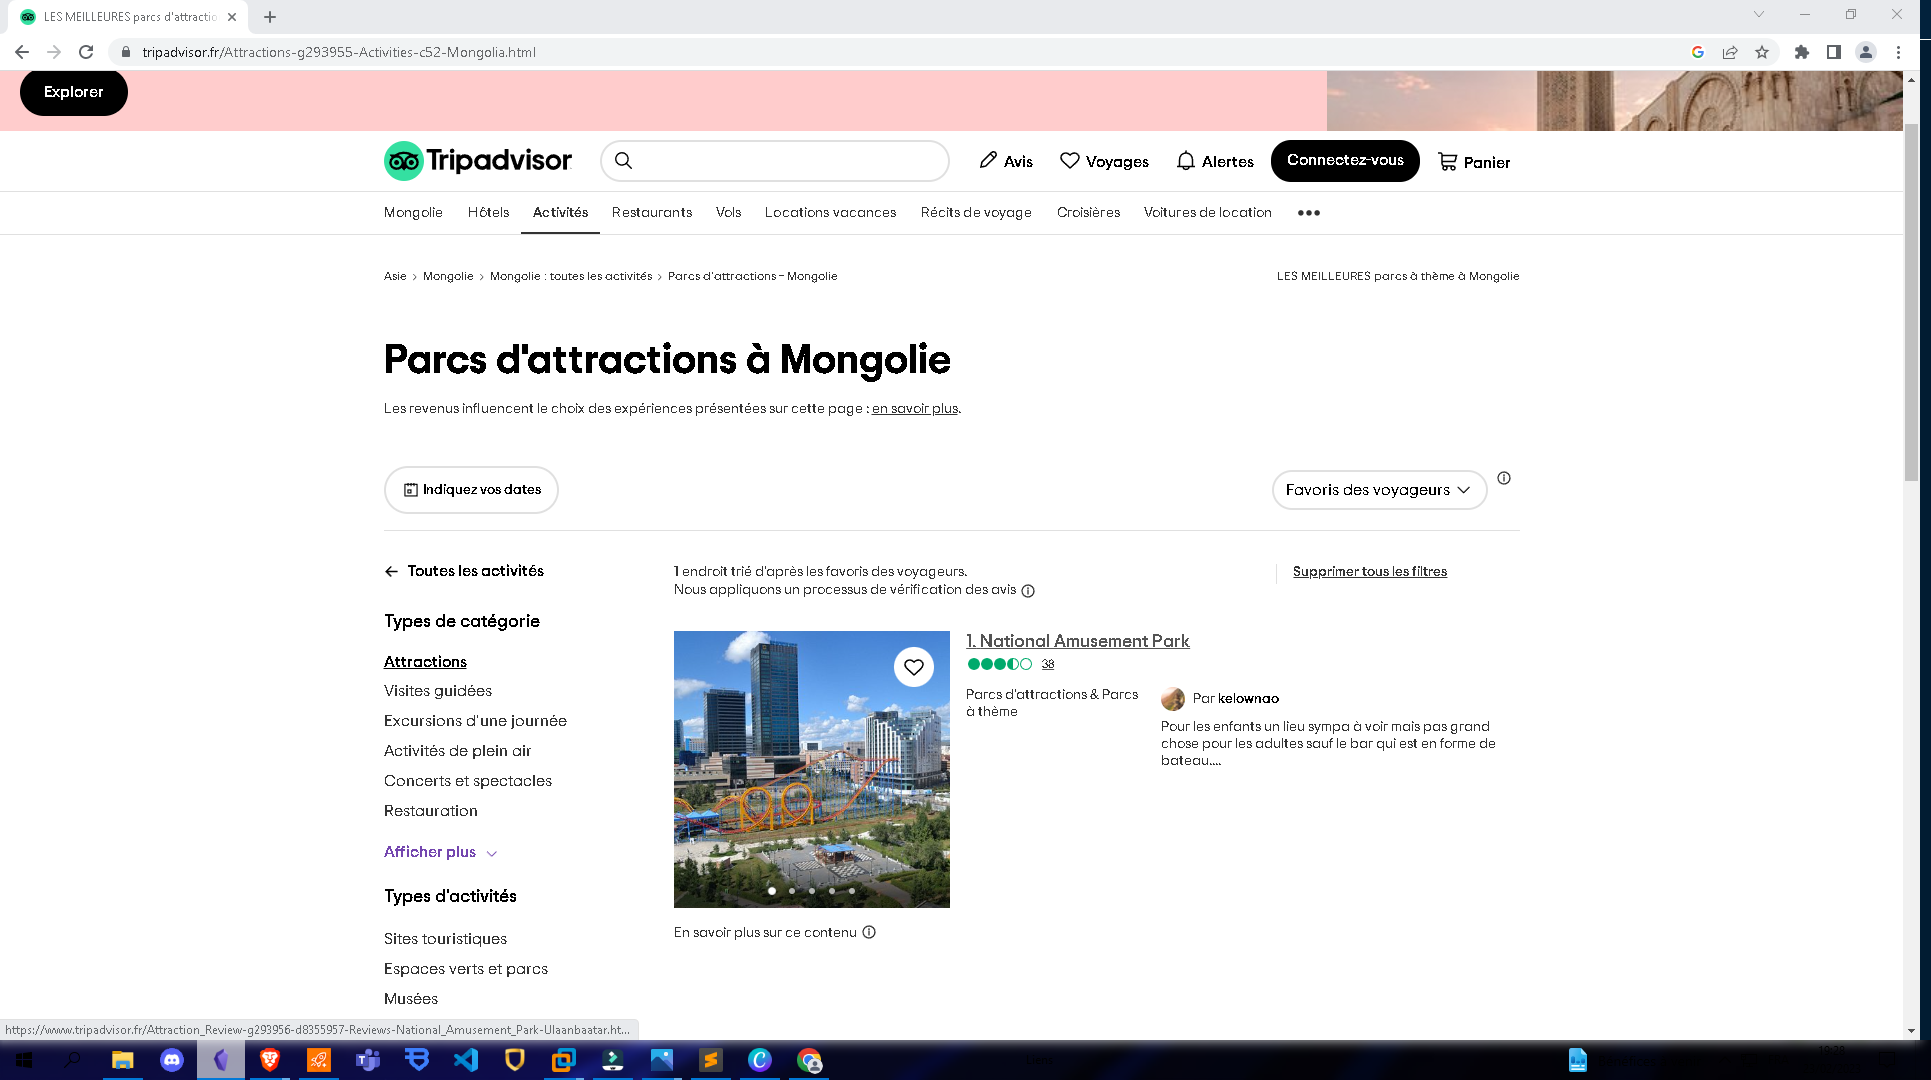 LES MEILLEURES parcs d'attractio
tripadvisor.fr/Attractions-g293955-Activities-c52-Mongolia.html
Explorer
Tripadvisor
Avis
Voyages
Alertes
Connectez-vous
Panier
Mongolie
Hôtels
Activités
Restaurants
Vols
Locations vacances
Récits de voyage
Croisières
Voitures de location
Asie > Mongolie > Mongolie : toutes les activités > Parcs d'attractions - Mongolie
LES MEILLEURES parcs à thème à Mongolie
Parcs d'attractions à Mongolie
Les revenus influencent le choix des expériences présentées sur cette page : en savoir plus.
Indiquez vos dates
Favoris des voyageurs
Toutes les activités
Types de catégorie
Attractions
Visites guidées
Excursions d'une journée
Activités de plein air
Concerts et spectacles
Restauration
Afficher plus
Types d'activités
Sites touristiques
Espaces verts et parcs
Musées
1 endroit trié d'après les favoris des voyageurs.
Nous appliquons un processus de vérification des avis
Supprimer tous les filtres
1. National Amusement Park
38
Parcs d'attractions & Parcs
à thème
Par kelownao
Pour les enfants un lieu sympa à voir mais pas grand
chose pour les adultes sauf le bar qui est en forme de
bateau....
En savoir plus sur ce contenu
https://www.tripadvisor.fr/Attraction_Review-g293956-d8355957-Reviews-National_Amusement_Park-Ulaanbaatar.ht...